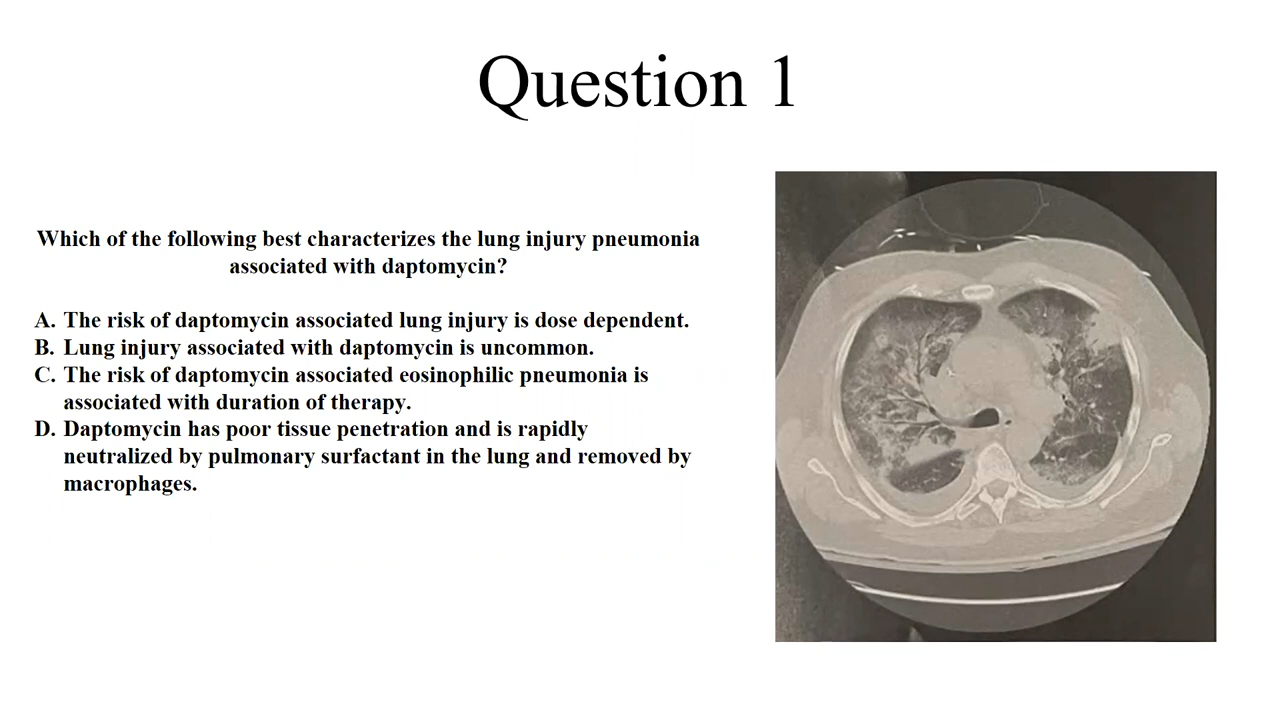 Question 1
Which of the following best characterizes the lung injury pneumonia
associated with daptomycin?
A. The risk of daptomycin associated lung injury is dose dependent.
B. Lung injury associated with daptomycin is uncommon.
C. The risk of daptomycin associated eosinophilic pneumonia is
associated with duration of therapy.
D. Daptomycin has poor tissue penetration and is rapidly
neutralized by pulmonary surfactant in the lung and removed by
macrophages.